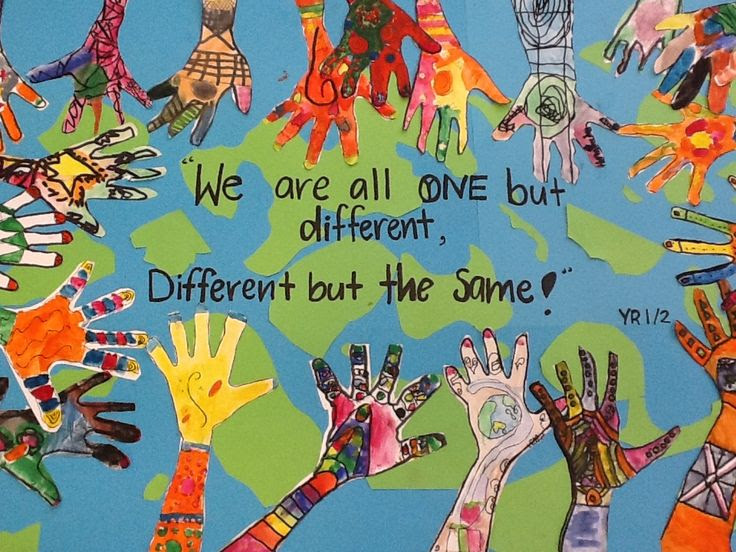 "We are all ONE but
different,
Different but the same!"
YR 1/2